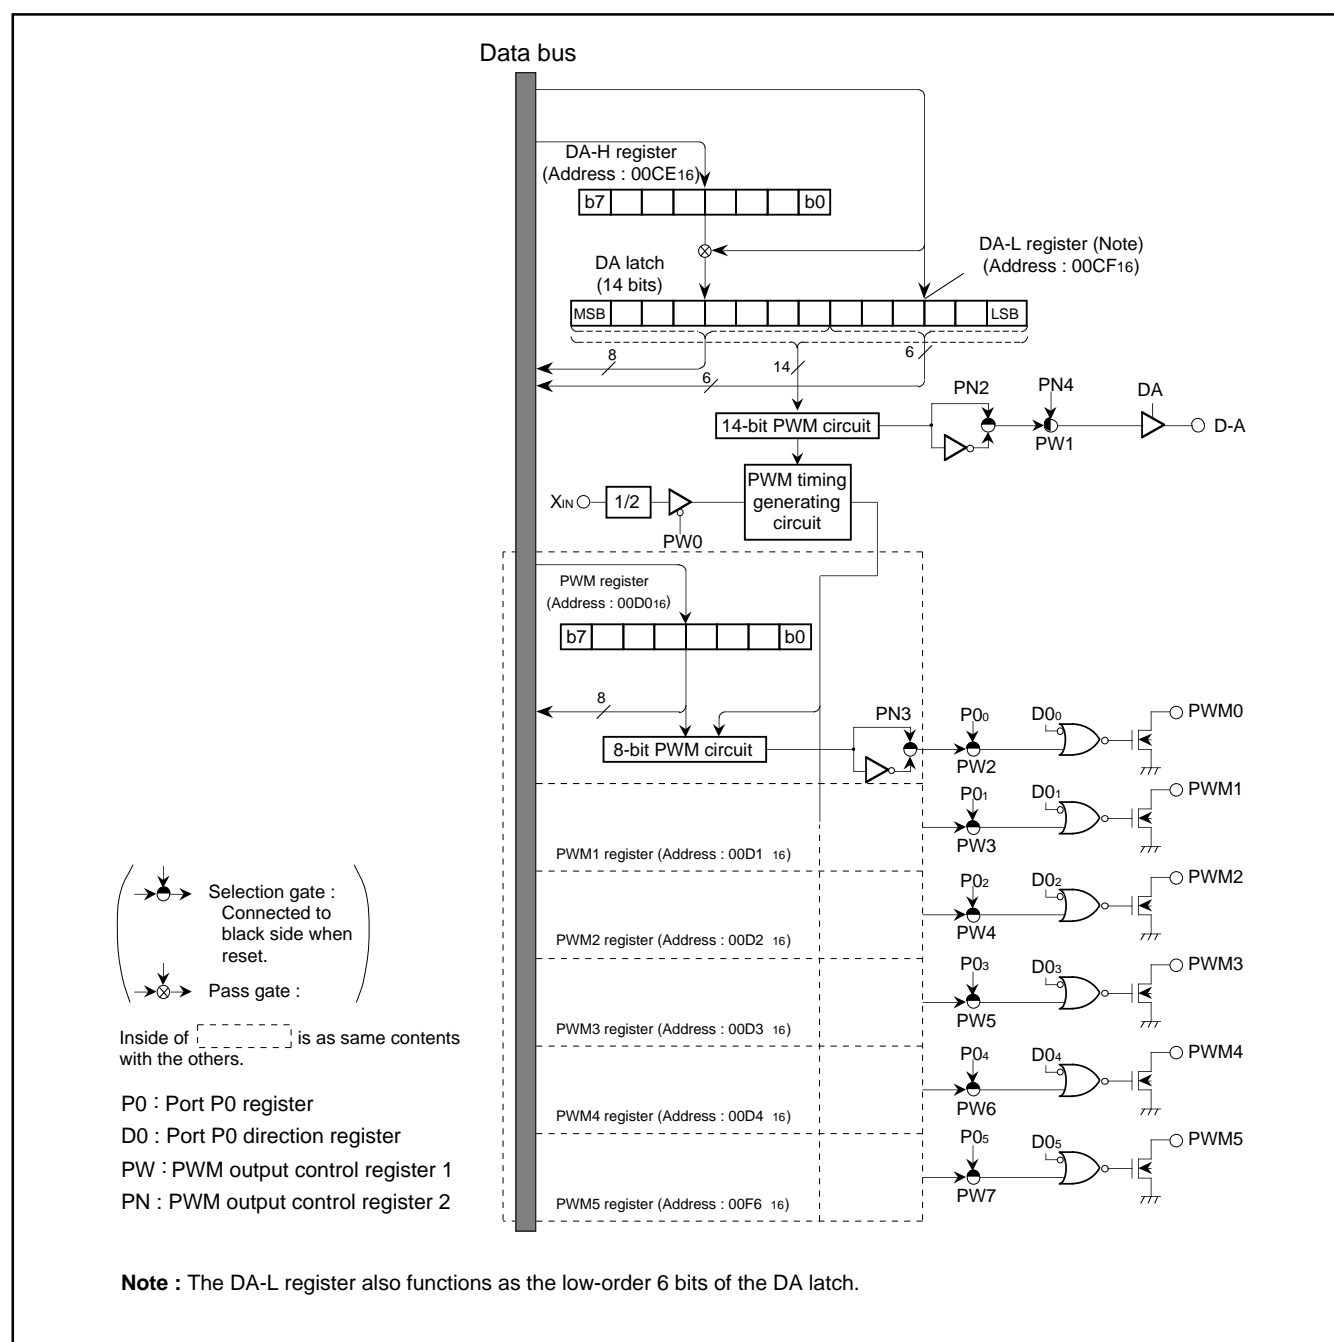 Data bus
DA-H register
(Address : 00CE16)
b7 b0
DA latch
(14 bits)
DA-L register (Note)
(Address : 00CF16)
MSB LSB
8
14
6
6
PN2 PN4 DA
14-bit PWM circuit
D-A
PW1
XIN
1/2
PWM timing
generating
circuit
PW0
PWM register
(Address : 00D016)
b7 b0
8
8-bit PWM circuit
PN3
P00
D00
PWM0
PW2
P01
D01
PWM1
PW3
PWM1 register (Address : 00D1 16)
P02
D02
PWM2
PW4
PWM2 register (Address : 00D2 16)
P03
D03
PWM3
PW5
PWM3 register (Address : 00D3 16)
P04
D04
PWM4
PW6
PWM4 register (Address : 00D4 16)
P05
D05
PWM5
PW7
PWM5 register (Address : 00F6 16)
Selection gate :
Connected to
black side when
reset.
Pass gate :
Inside of is as same contents
with the others.
P0 : Port P0 register
D0 : Port P0 direction register
PW : PWM output control register 1
PN : PWM output control register 2
Note : The DA-L register also functions as the low-order 6 bits of the DA latch.